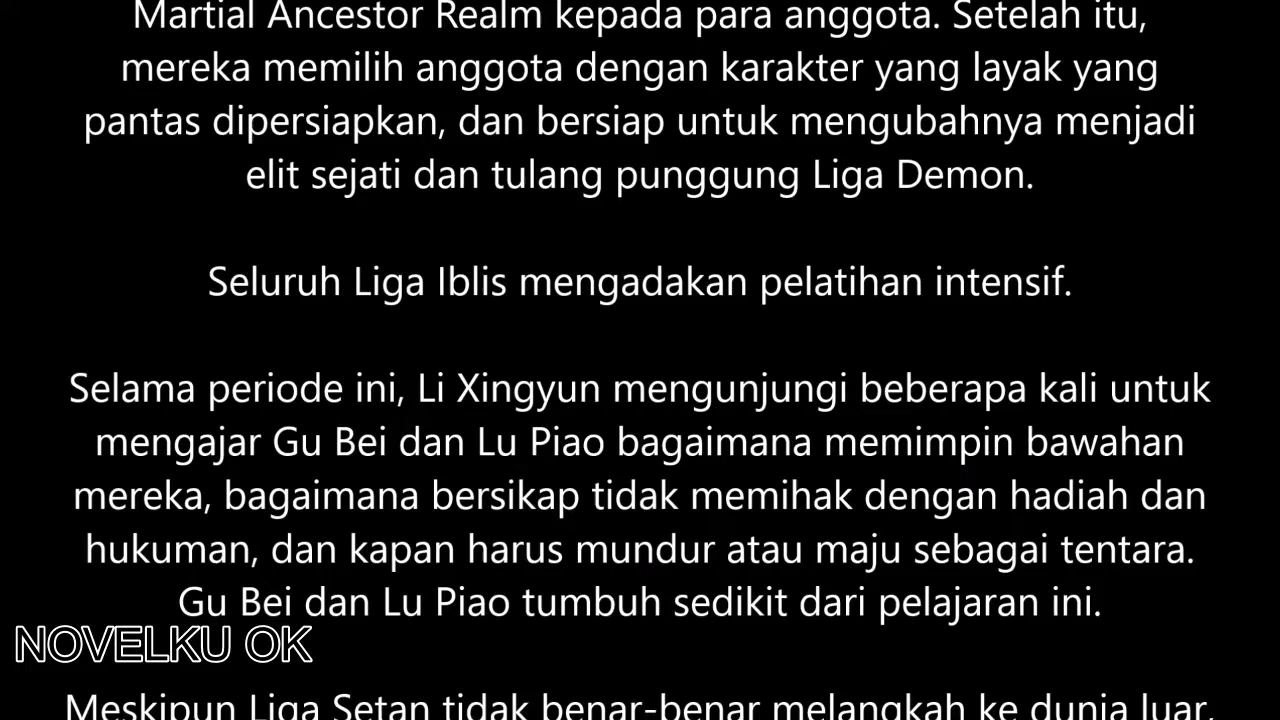 Martial Ancestor Realm kepada para anggota. Setelah itu,
mereka memilih anggota dengan karakter yang layak yang
pantas dipersiapkan, dan bersiap untuk mengubahnya menjadi
elit sejati dan tulang punggung Liga Demon.
Seluruh Liga Iblis mengadakan pelatihan intensif.
Selama periode ini, Li Xingyun mengunjungi beberapa kali untuk
mengajar Gu Bei dan Lu Piao bagaimana memimpin bawahan
mereka, bagaimana bersikap tidak memihak dengan hadiah dan
hukuman, dan kapan harus mundur atau maju sebagai tentara.
Gu Bei dan Lu Piao tumbuh sedikit dari pelajaran ini.
NOVELKU OK
Meskipun Liga Setan tidak benar-benar melangkah ke dunia luar,